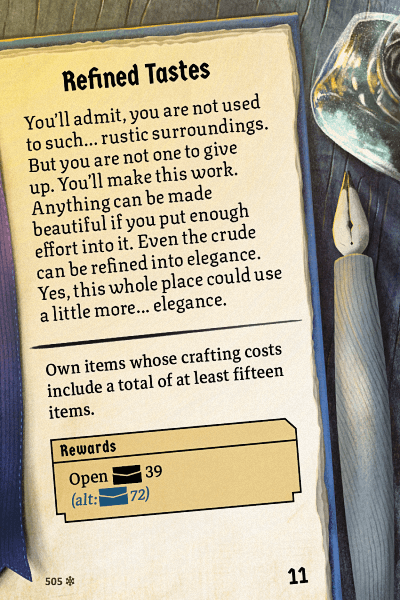 Refined Tastes
You'll admit, you are not used
to such... rustic surroundings.
But you are not one to give
up. You'll make this work.
Anything can be made
beautiful if you put enough
effort into it. Even the crude
can be refined into elegance.
Yes, this whole place could use
a little more... elegance.
Own items whose crafting costs
include a total of at least fifteen
items.
Rewards
Open 39
(alt: 72)
505
11